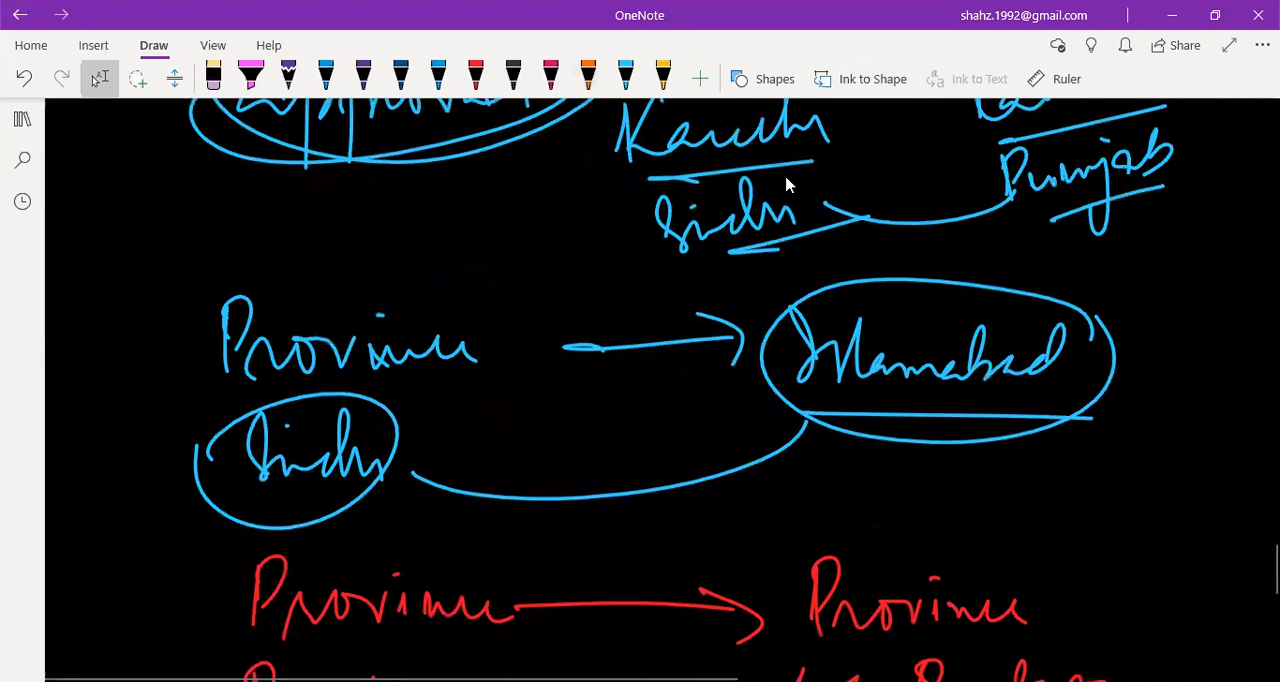 OneNote
shahz.1992@gmail.com
Home Insert Draw View Help
Share
Shapes Ink to Shape Ink to Text Ruler
Karachi
Punjab
Sindh
Province Islamabad
Sindh
Province Province